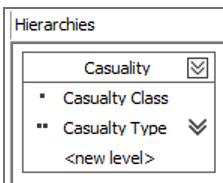 Hierarchies
Casuality
Casualty Class
Casualty Type
<new level>